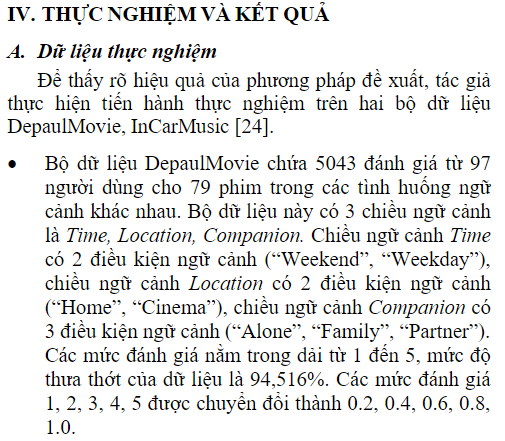 IV. THỰC NGHIỆM VÀ KẾT QUẢ
A. Dữ liệu thực nghiệm
Để thấy rõ hiệu quả của phương pháp đề xuất, tác giả
thực hiện tiến hành thực nghiệm trên hai bộ dữ liệu
DepaulMovie, InCarMusic [24].
• Bộ dữ liệu DepaulMovie chứa 5043 đánh giá từ 97
người dùng cho 79 phim trong các tình huống ngữ
cảnh khác nhau. Bộ dữ liệu này có 3 chiều ngữ cảnh
là Time, Location, Companion. Chiều ngữ cảnh Time
có 2 điều kiện ngữ cảnh (“Weekend”, “Weekday”),
chiều ngữ cảnh Location có 2 điều kiện ngữ cảnh
(“Home”, “Cinema”), chiều ngữ cảnh Companion có
3 điều kiện ngữ cảnh (“Alone”, “Family”, “Partner”).
Các mức đánh giá nằm trong dải từ 1 đến 5, mức độ
thưa thớt của dữ liệu là 94,516%. Các mức đánh giá
1, 2, 3, 4, 5 được chuyển đổi thành 0.2, 0.4, 0.6, 0.8,
1.0.